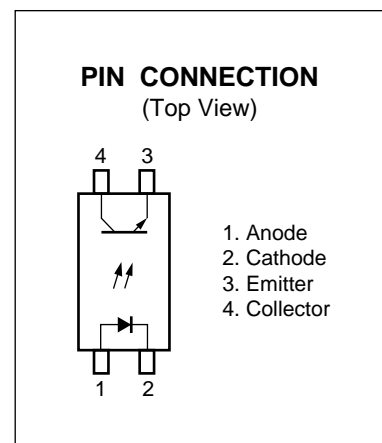 PIN CONNECTION
(Top View)
4 3
1. Anode
2. Cathode
3. Emitter
4. Collector
1 2